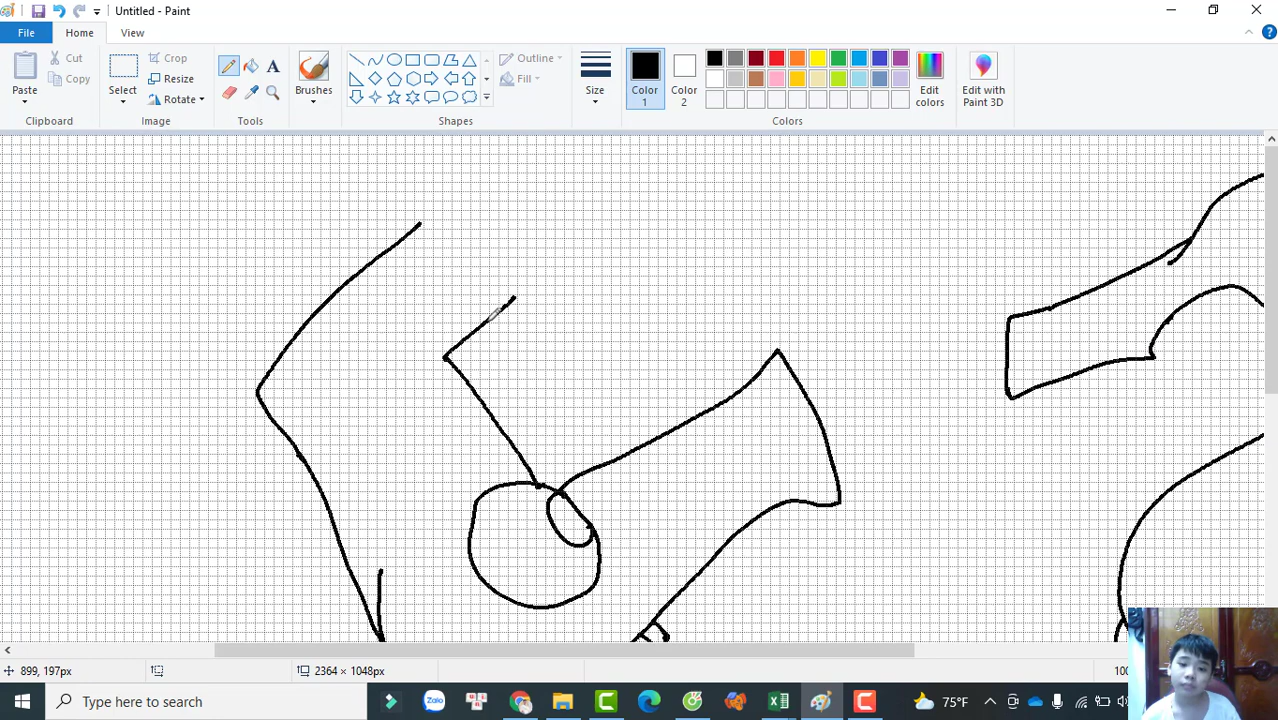 Untitled - Paint
File
Home
View
Paste
Cut
Copy
Clipboard
Select
Crop
Resize
Rotate
Image
Tools
Brushes
Outline
Fill
Shapes
Size
Color 1
Color 2
Edit colors
Edit with Paint 3D
Colors
899, 197px
2364 × 1048px
100
Type here to search
Zalo
75°F